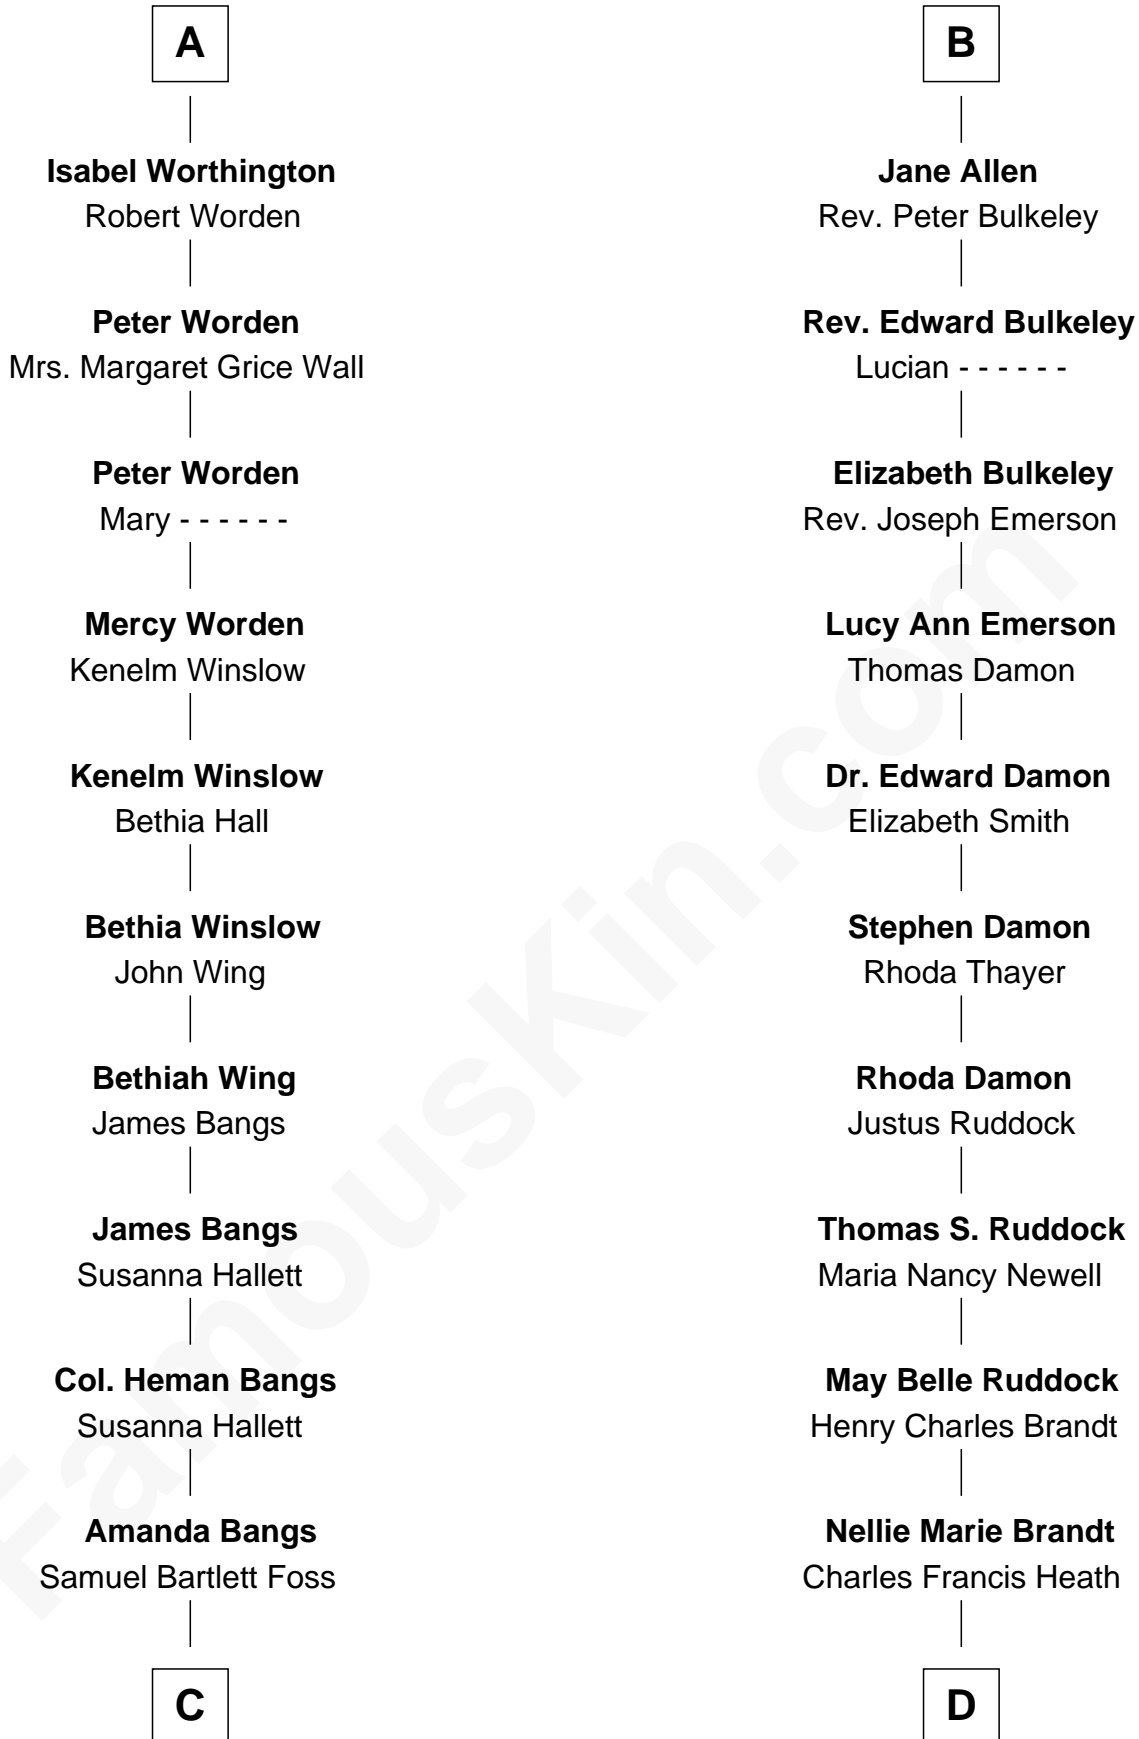 A
Isabel Worthington
Robert Worden
Peter Worden
Mrs. Margaret Grice Wall
Peter Worden
Mary - - - - - -
Mercy Worden
Kenelm Winslow
Kenelm Winslow
Bethia Hall
Bethia Winslow
John Wing
Bethiah Wing
James Bangs
James Bangs
Susanna Hallett
Col. Heman Bangs
Susanna Hallett
Amanda Bangs
Samuel Bartlett Foss
C
B
Jane Allen
Rev. Peter Bulkeley
Rev. Edward Bulkeley
Lucian - - - - - -
Elizabeth Bulkeley
Rev. Joseph Emerson
Lucy Ann Emerson
Thomas Damon
Dr. Edward Damon
Elizabeth Smith
Stephen Damon
Rhoda Thayer
Rhoda Damon
Justus Ruddock
Thomas S. Ruddock
Maria Nancy Newell
May Belle Ruddock
Henry Charles Brandt
Nellie Marie Brandt
Charles Francis Heath
D
FamousKin.com